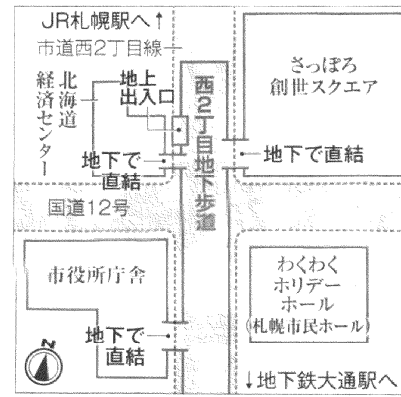 JR札幌駅へ↑
市道西2丁目線
北海道
経済センター
地上
出入口
地下で
直結
西2丁目地下歩道
さっぽろ
創世スクエア
地下で直結
国道12号
市役所庁舎
地下で
直結
わくわく
ホリデー
ホール
(札幌市民ホール)
↓地下鉄大通駅へ
N